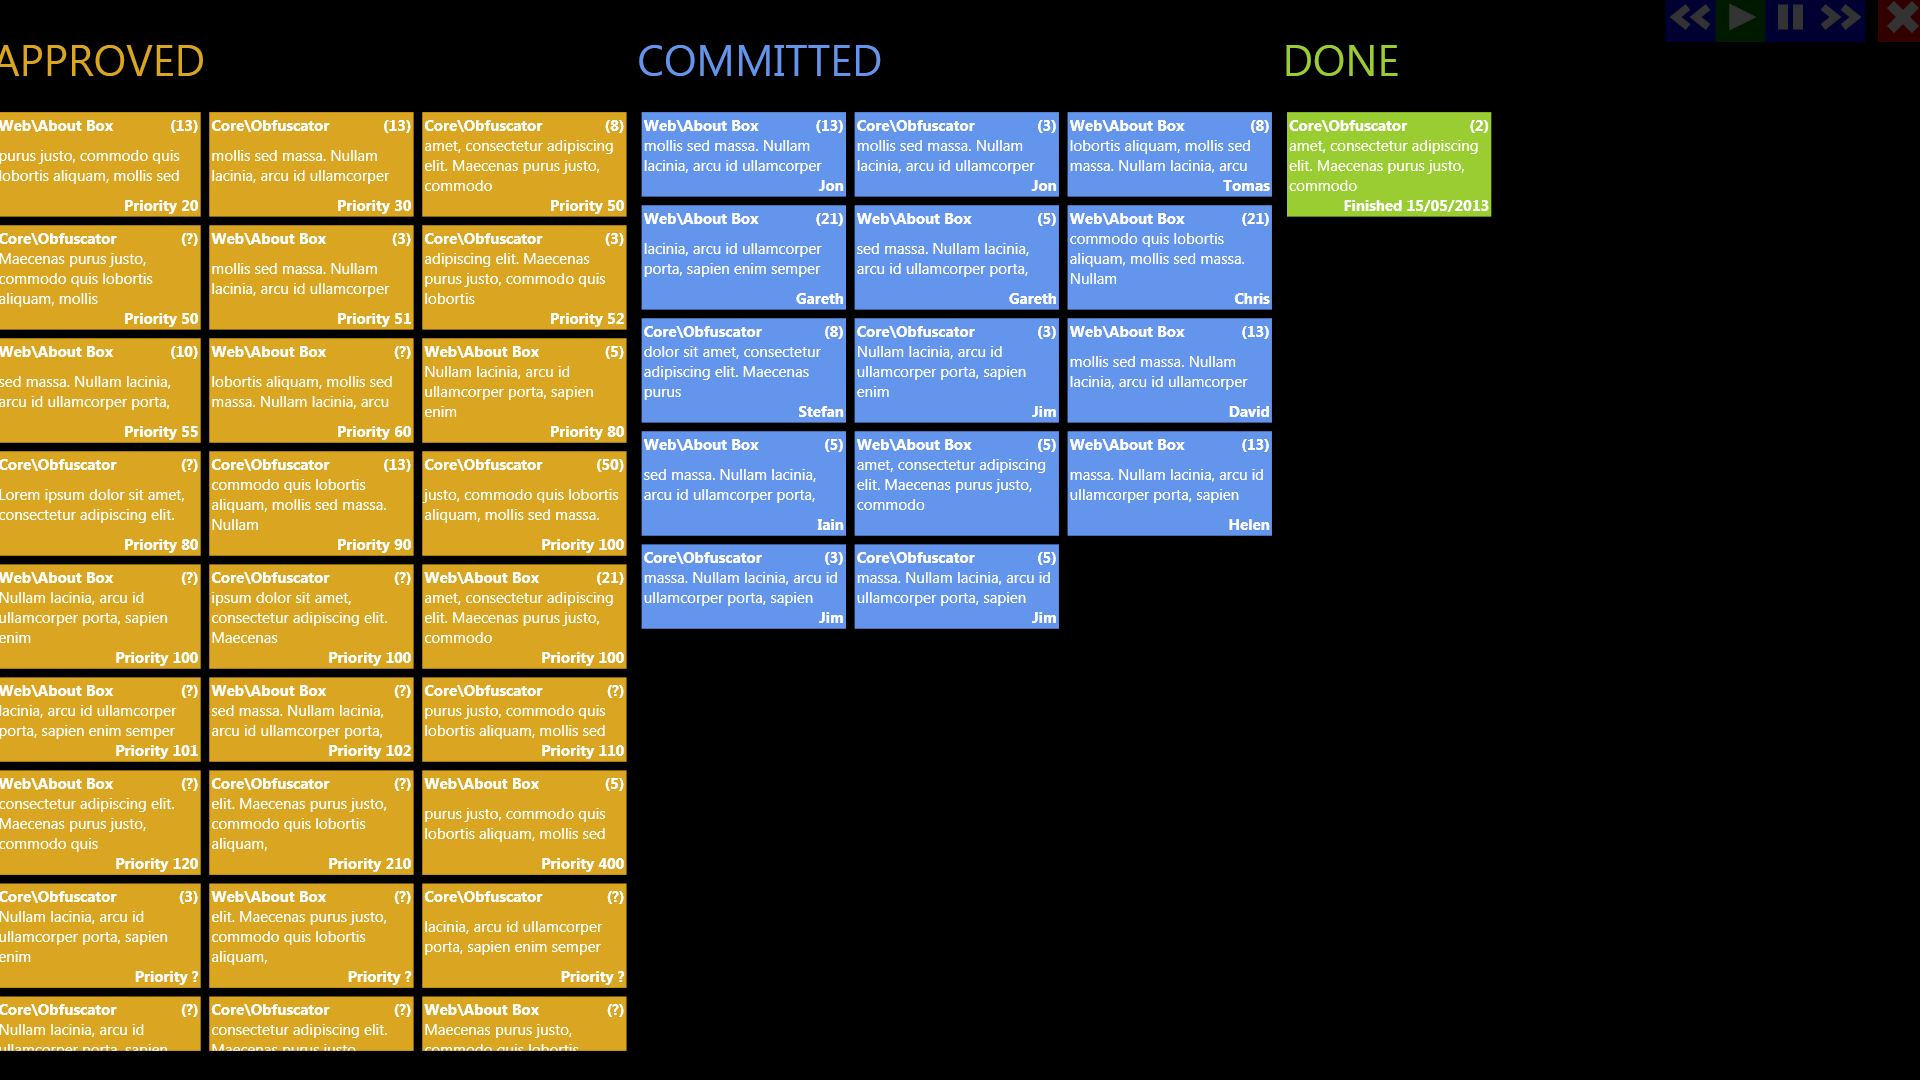 APPROVED
Web\About Box (13)
purus justo, commodo quis
lobortis aliquam, mollis sed
Priority 20
Core\Obfuscator (13)
mollis sed massa. Nullam
lacinia, arcu id ullamcorper
Priority 30
Core\Obfuscator (8)
amet, consectetur adipiscing
elit. Maecenas purus justo,
commodo
Priority 50
Core\Obfuscator (?)
Maecenas purus justo,
commodo quis lobortis
aliquam, mollis
Priority 50
Web\About Box (3)
mollis sed massa. Nullam
lacinia, arcu id ullamcorper
Priority 51
Core\Obfuscator (3)
adipiscing elit. Maecenas
purus justo, commodo quis
lobortis
Priority 52
Web\About Box (10)
sed massa. Nullam lacinia,
arcu id ullamcorper porta,
Priority 55
Web\About Box (?)
lobortis aliquam, mollis sed
massa. Nullam lacinia, arcu
Priority 60
Web\About Box (5)
Nullam lacinia, arcu id
ullamcorper porta, sapien
enim
Priority 80
Core\Obfuscator (?)
Lorem ipsum dolor sit amet,
consectetur adipiscing elit.
Priority 80
Core\Obfuscator (13)
commodo quis lobortis
aliquam, mollis sed massa.
Nullam
Priority 90
Core\Obfuscator (50)
justo, commodo quis lobortis
aliquam, mollis sed massa.
Priority 100
Web\About Box (?)
Nullam lacinia, arcu id
ullamcorper porta, sapien
enim
Priority 100
Core\Obfuscator (?)
ipsum dolor sit amet,
consectetur adipiscing elit.
Maecenas
Priority 100
Web\About Box (21)
amet, consectetur adipiscing
elit. Maecenas purus justo,
commodo
Priority 100
Web\About Box (?)
lacinia, arcu id ullamcorper
porta, sapien enim semper
Priority 101
Web\About Box (?)
sed massa. Nullam lacinia,
arcu id ullamcorper porta,
Priority 102
Core\Obfuscator (?)
purus justo, commodo quis
lobortis aliquam, mollis sed
Priority 110
Web\About Box (?)
consectetur adipiscing elit.
Maecenas purus justo,
commodo quis
Priority 120
Core\Obfuscator (?)
elit. Maecenas purus justo,
commodo quis lobortis
aliquam,
Priority 210
Web\About Box (5)
purus justo, commodo quis
lobortis aliquam, mollis sed
Priority 400
Core\Obfuscator (3)
Nullam lacinia, arcu id
ullamcorper porta, sapien
enim
Priority ?
Web\About Box (?)
elit. Maecenas purus justo,
commodo quis lobortis
aliquam,
Priority ?
Core\Obfuscator (?)
lacinia, arcu id ullamcorper
porta, sapien enim semper
Priority ?
Core\Obfuscator (?)
Nullam lacinia, arcu id
ullamcorper porta, sapien
Core\Obfuscator (?)
consectetur adipiscing elit.
Maecenas purus justo
Web\About Box (?)
Maecenas purus justo,
commodo quis lobortis
COMMITTED
Web\About Box (13)
mollis sed massa. Nullam
lacinia, arcu id ullamcorper
Jon
Core\Obfuscator (3)
mollis sed massa. Nullam
lacinia, arcu id ullamcorper
Jon
Web\About Box (8)
lobortis aliquam, mollis sed
massa. Nullam lacinia, arcu
Tomas
Web\About Box (21)
lacinia, arcu id ullamcorper
porta, sapien enim semper
Gareth
Web\About Box (5)
sed massa. Nullam lacinia,
arcu id ullamcorper porta,
Gareth
Web\About Box (21)
commodo quis lobortis
aliquam, mollis sed massa.
Nullam
Chris
Core\Obfuscator (8)
dolor sit amet, consectetur
adipiscing elit. Maecenas
purus
Stefan
Core\Obfuscator (3)
Nullam lacinia, arcu id
ullamcorper porta, sapien
enim
Jim
Web\About Box (13)
mollis sed massa. Nullam
lacinia, arcu id ullamcorper
David
Web\About Box (5)
sed massa. Nullam lacinia,
arcu id ullamcorper porta,
Iain
Web\About Box (5)
amet, consectetur adipiscing
elit. Maecenas purus justo,
commodo
Web\About Box (13)
massa. Nullam lacinia, arcu id
ullamcorper porta, sapien
Helen
Core\Obfuscator (3)
massa. Nullam lacinia, arcu id
ullamcorper porta, sapien
Jim
Core\Obfuscator (5)
massa. Nullam lacinia, arcu id
ullamcorper porta, sapien
Jim
DONE
Core\Obfuscator (2)
amet, consectetur adipiscing
elit. Maecenas purus justo,
commodo
Finished 15/05/2013